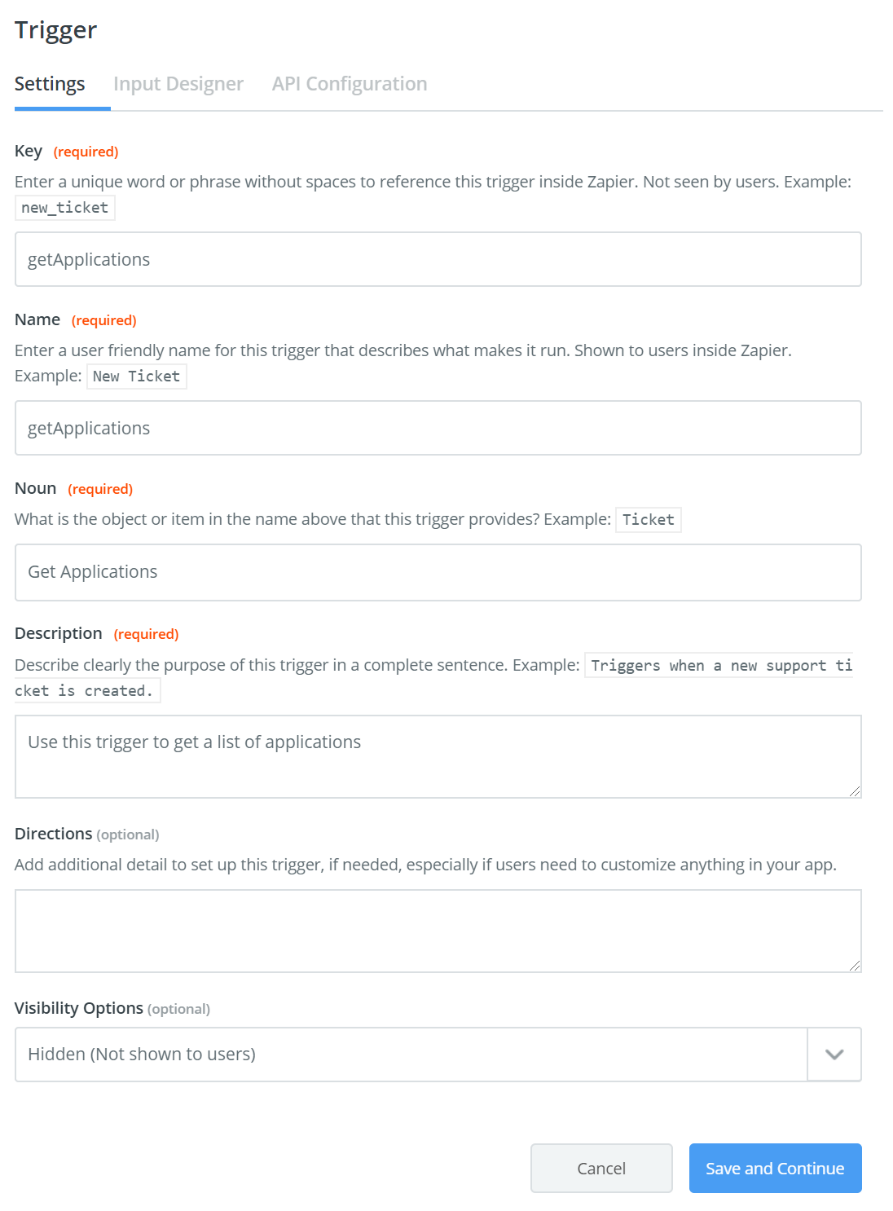 Trigger
Settings Input Designer API Configuration
Key (required)
Enter a unique word or phrase without spaces to reference this trigger inside Zapier. Not seen by users. Example:
new_ticket
getApplications
Name (required)
Enter a user friendly name for this trigger that describes what makes it run. Shown to users inside Zapier.
Example: New Ticket
getApplications
Noun (required)
What is the object or item in the name above that this trigger provides? Example: Ticket
Get Applications
Description (required)
Describe clearly the purpose of this trigger in a complete sentence. Example: Triggers when a new support ti
cket is created.
Use this trigger to get a list of applications
Directions (optional)
Add additional detail to set up this trigger, if needed, especially if users need to customize anything in your app.
Visibility Options (optional)
Hidden (Not shown to users)
Cancel Save and Continue